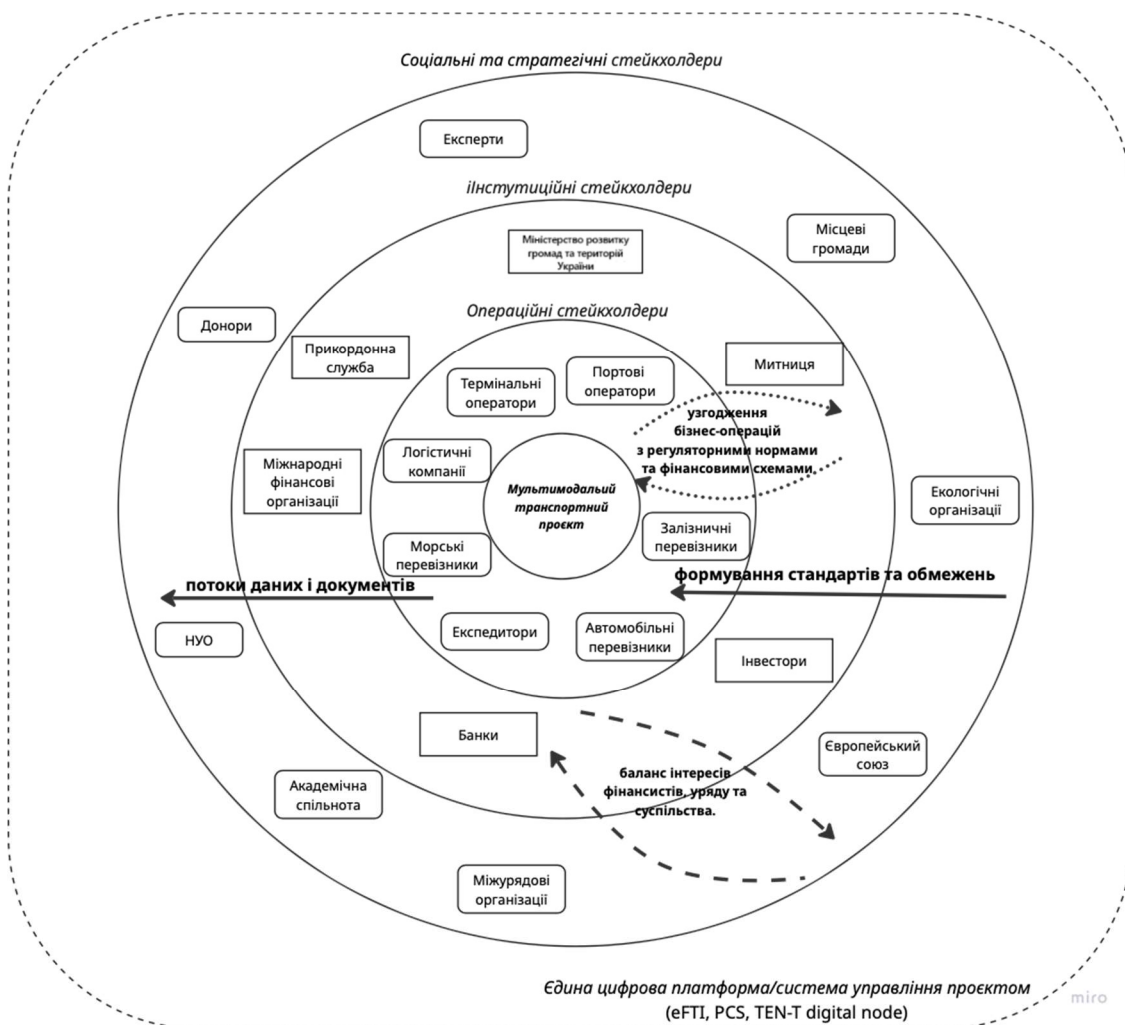 Соціальні та стратегічні стейкхолдери
Експерти
іІнстутиційні стейкхолдери
Місцеві
громади
Міністерство розвитку
громад та територій
України
Донори
Операційні стейкхолдери
Прикордонна
служба
Митниця
Термінальні
оператори
Портові
оператори
узгодження
бізнес-операцій
з регуляторними нормами
та фінансовими схемами
Логістичні
компанії
Міжнародні
фінансові
організації
Мультимодальий
транспортний
проєкт
Екологічні
організації
Морські
перевізники
Залізничні
перевізники
потоки даних і документів
формування стандартів та обмежень
НУО
Експедитори
Автомобільні
перевізники
Інвестори
Банки
Європейський
союз
баланс інтересів
фінансистів, уряду та
суспільства.
Академічна
спільнота
Міжурядові
організації
Єдина цифрова платформа/система управління проєктом
(eFTI, PCS, TEN-T digital node)
miro